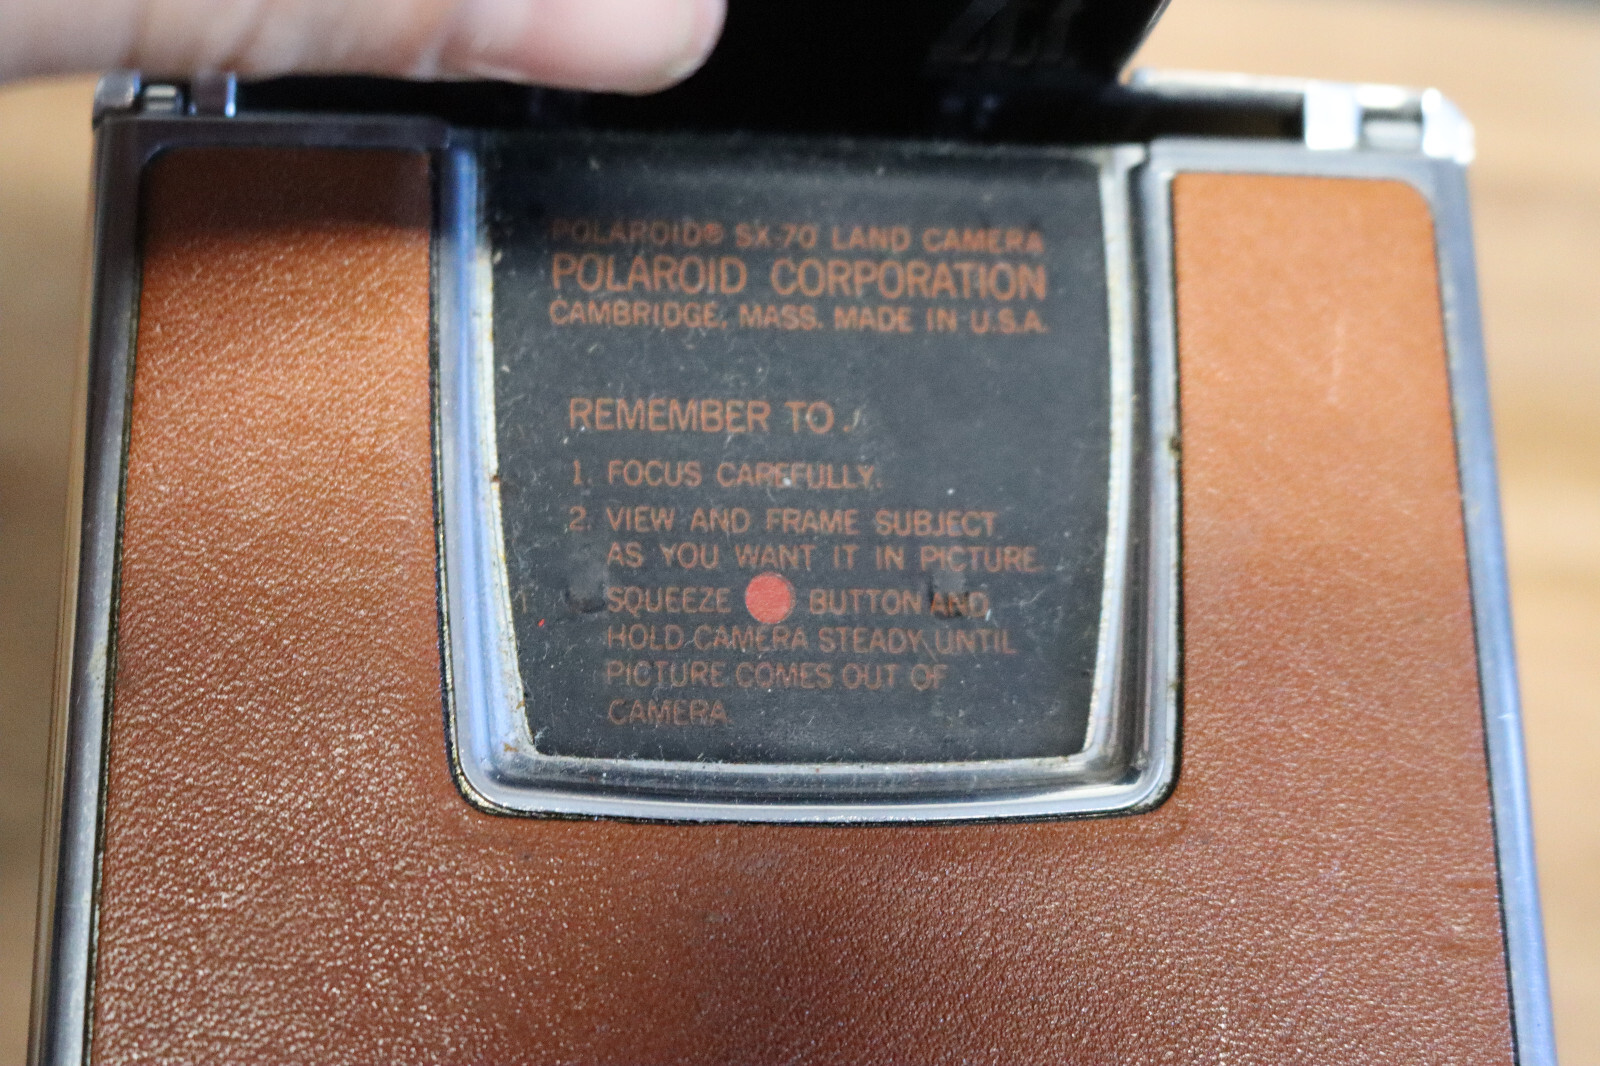 POLAROID® SX-70 LAND CAMERA
POLAROID CORPORATION
CAMBRIDGE, MASS. MADE IN U.S.A.
REMEMBER TO
1. FOCUS CAREFULLY.
2. VIEW AND FRAME SUBJECT
AS YOU WANT IT IN PICTURE.
SQUEEZE BUTTON AND
HOLD CAMERA STEADY UNTIL
PICTURE COMES OUT OF
CAMERA.